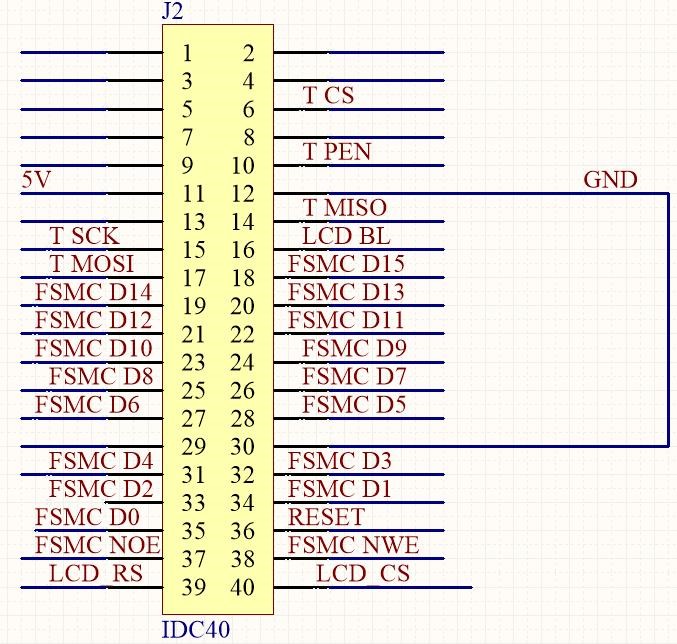 J2
1 2
3 4
T CS
5 6
7 8
T PEN
9 10
5V GND
11 12
T MISO
13 14
T SCK LCD BL
15 16
T MOSI FSMC D15
17 18
FSMC D14 FSMC D13
19 20
FSMC D12 FSMC D11
21 22
FSMC D10 FSMC D9
23 24
FSMC D8 FSMC D7
25 26
FSMC D6 FSMC D5
27 28
29 30
FSMC D4 FSMC D3
31 32
FSMC D2 FSMC D1
33 34
FSMC D0 RESET
35 36
FSMC NOE FSMC NWE
37 38
LCD_RS LCD_CS
39 40
IDC40